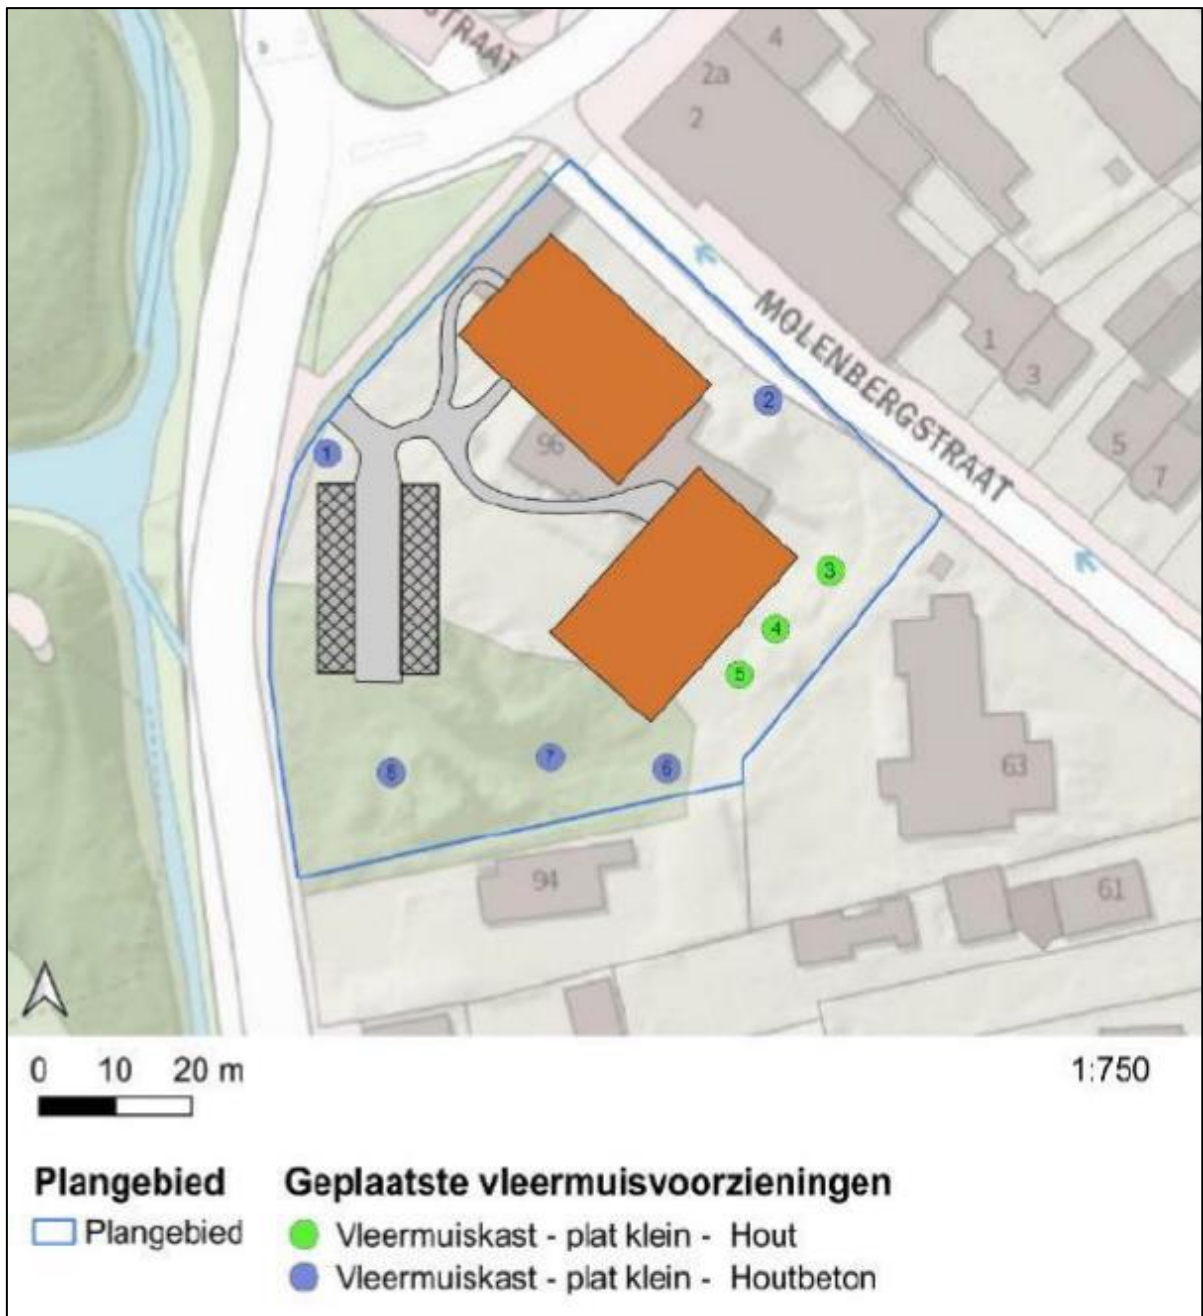 STRAAT
4
2a
2
MOLENBERGSTRAAT
1
3
5
7
96
1
2
3
4
5
6
7
63
94
61
0 10 20 m
1:750
Plangebied
Plangebied
Geplaatste vleermuisvoorzieningen
Vleermuiskast - plat klein - Hout
Vleermuiskast - plat klein - Houtbeton